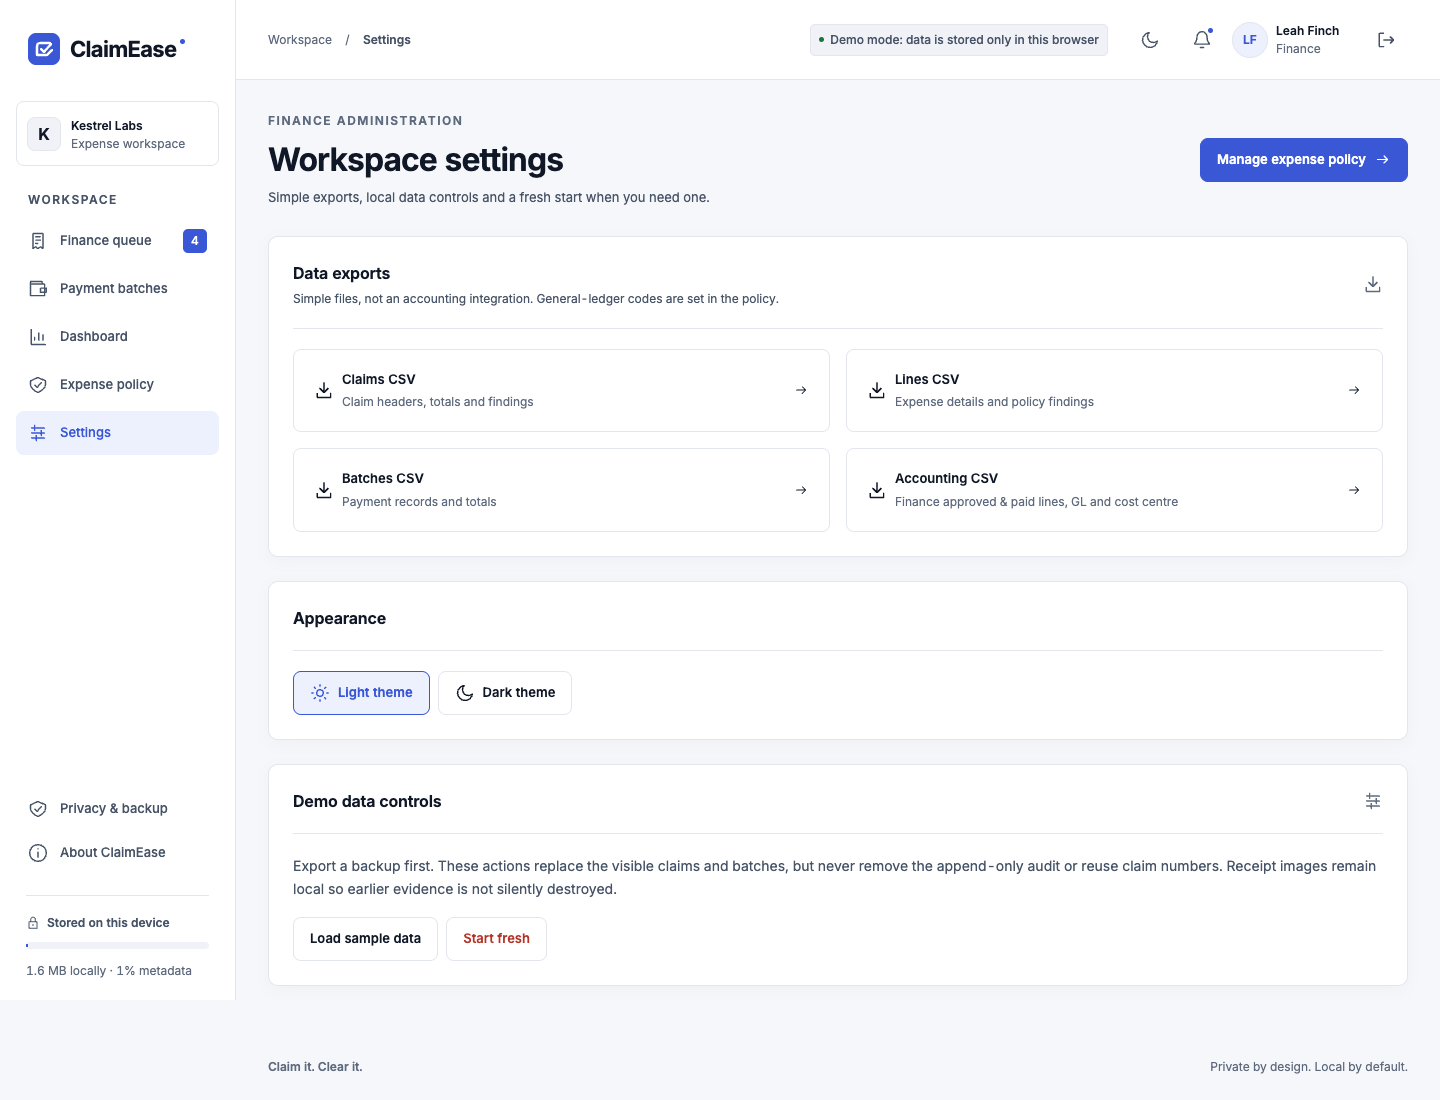 ClaimEase
Workspace / Settings
Demo mode: data is stored only in this browser
LF
Leah Finch
Finance
K
Kestrel Labs
Expense workspace
WORKSPACE
Finance queue 4
Payment batches
Dashboard
Expense policy
Settings
Privacy & backup
About ClaimEase
Stored on this device
1.6 MB locally · 1% metadata
FINANCE ADMINISTRATION
Workspace settings
Simple exports, local data controls and a fresh start when you need one.
Manage expense policy →
Data exports
Simple files, not an accounting integration. General-ledger codes are set in the policy.
Claims CSV
Claim headers, totals and findings
Lines CSV
Expense details and policy findings
Batches CSV
Payment records and totals
Accounting CSV
Finance approved & paid lines, GL and cost centre
Appearance
Light theme
Dark theme
Demo data controls
Export a backup first. These actions replace the visible claims and batches, but never remove the append-only audit or reuse claim numbers. Receipt images remain
local so earlier evidence is not silently destroyed.
Load sample data
Start fresh
Claim it. Clear it.
Private by design. Local by default.